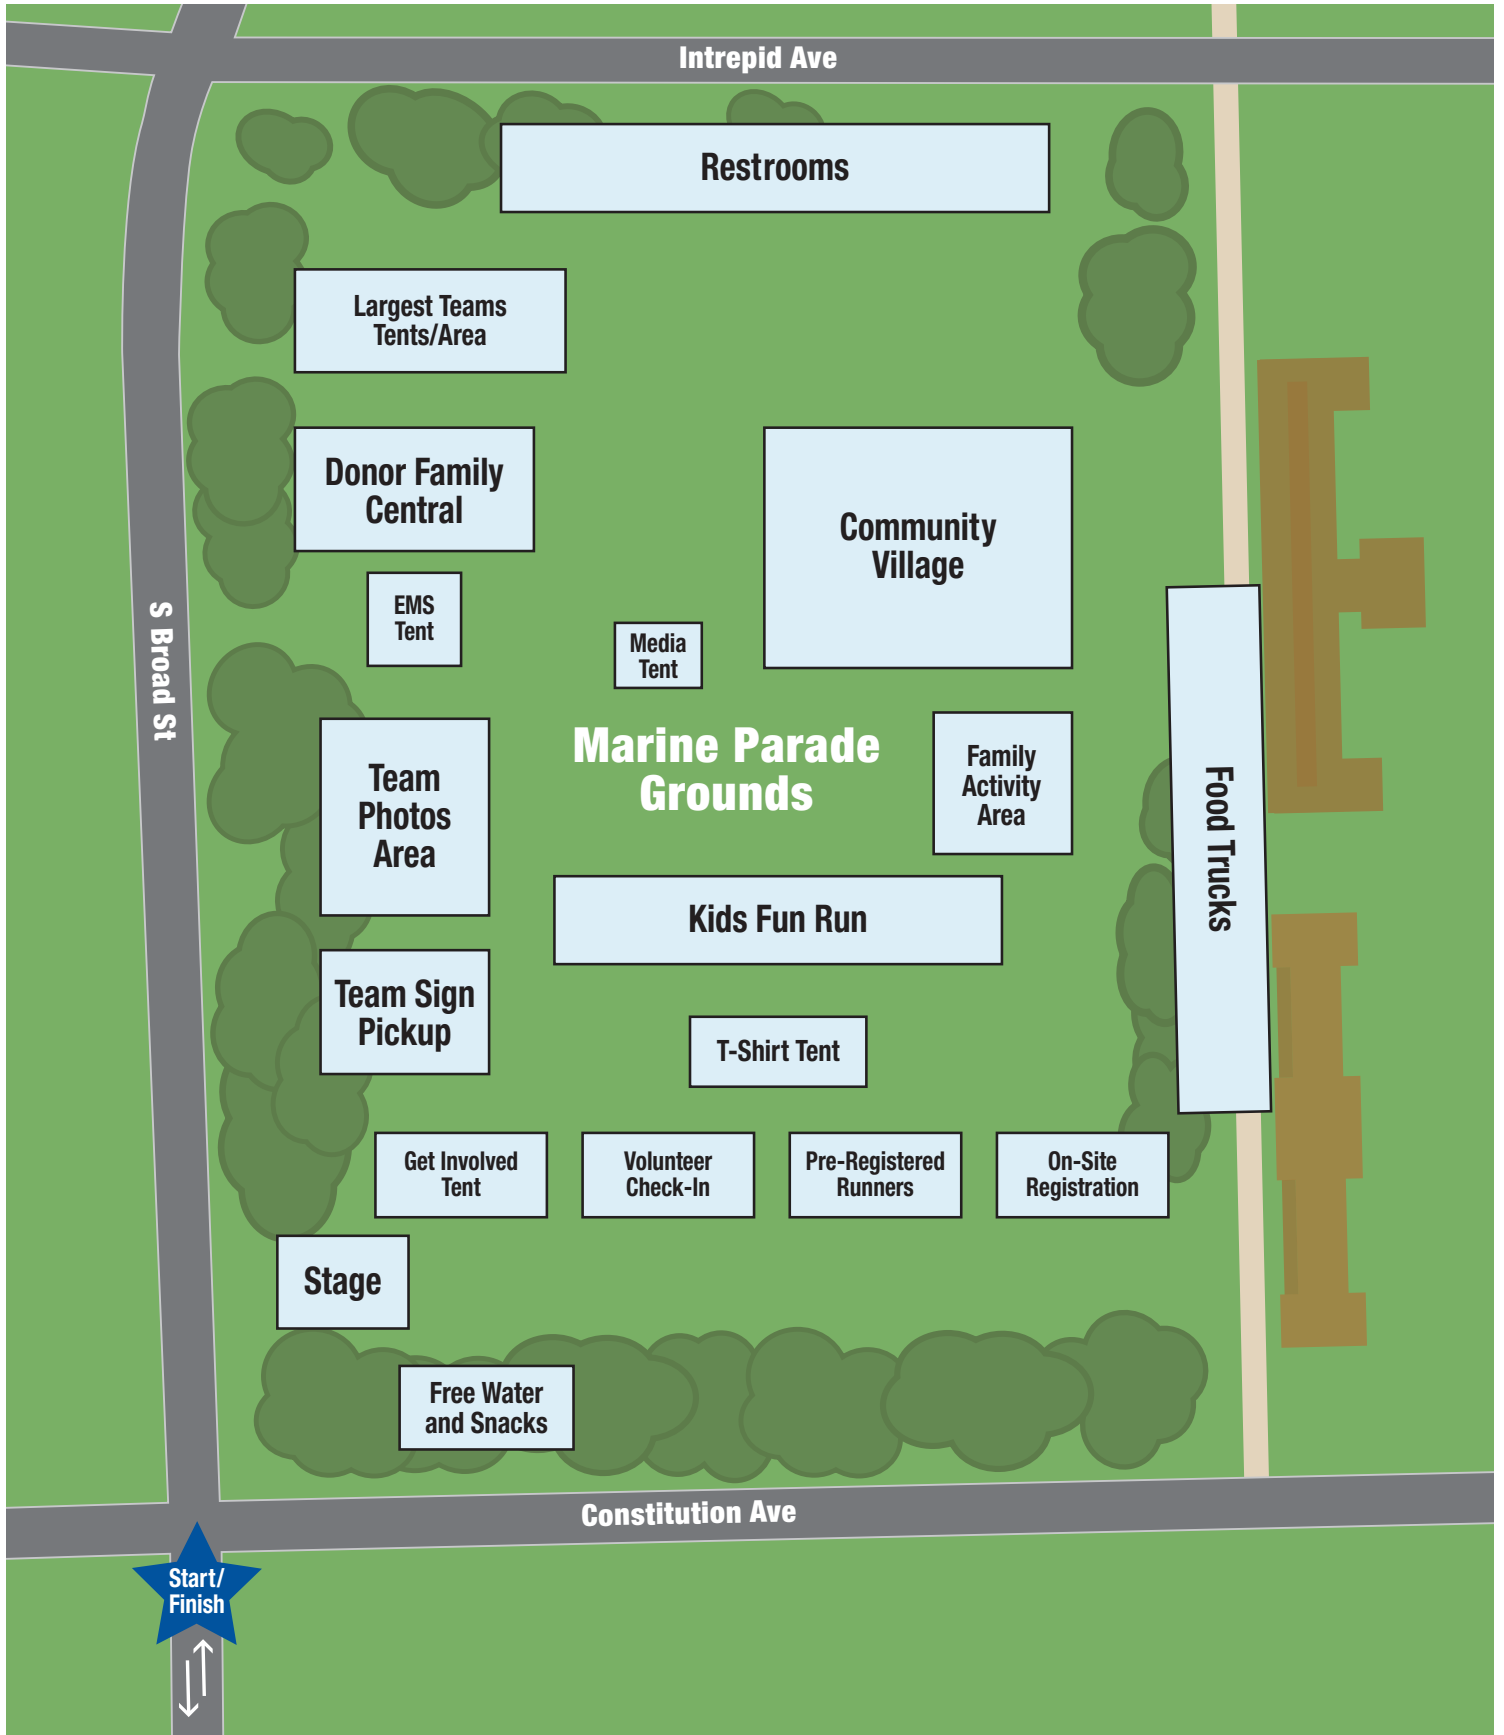 Intrepid Ave
Restrooms
Largest Teams
Tents/Area
Donor Family
Central
Community
Village
EMS
Tent
Media
Tent
S Broad St
Marine Parade
Grounds
Family
Activity
Area
Team
Photos
Area
Food Trucks
Kids Fun Run
Team Sign
Pickup
T-Shirt Tent
Get Involved
Tent
Volunteer
Check-In
Pre-Registered
Runners
On-Site
Registration
Stage
Free Water
and Snacks
Constitution Ave
Start/
Finish